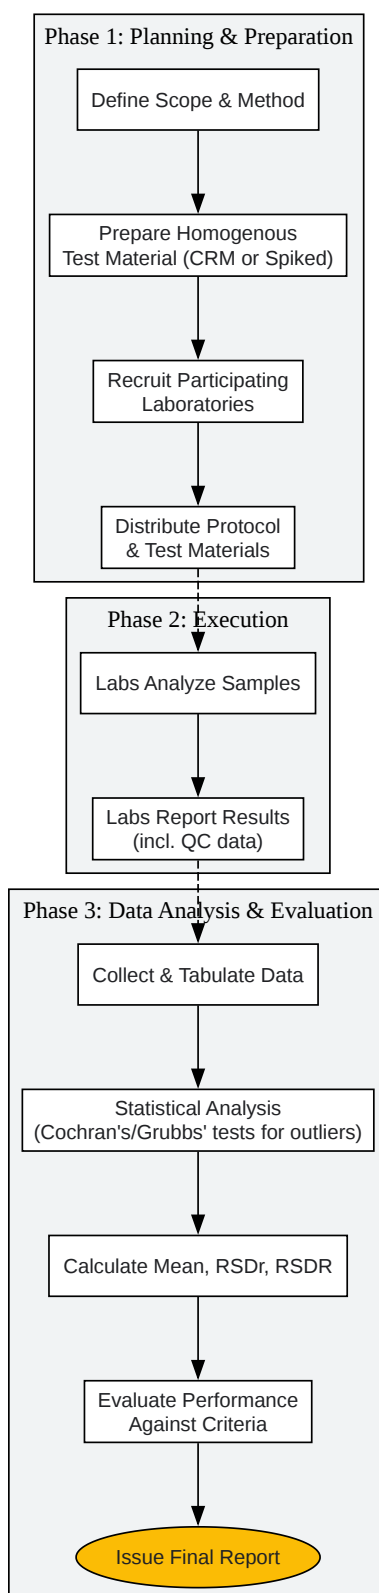 Phase 1: Planning & Preparation
Define Scope & Method
Prepare Homogenous
Test Material (CRM or Spiked)
Recruit Participating
Laboratories
Distribute Protocol
& Test Materials
Phase 2: Execution
Labs Analyze Samples
Labs Report Results
(incl. QC data)
Phase 3: Data Analysis & Evaluation
Collect & Tabulate Data
Statistical Analysis
(Cochran's/Grubbs' tests for outliers)
Calculate Mean, RSDr, RSDR
Evaluate Performance
Against Criteria
Issue Final Report